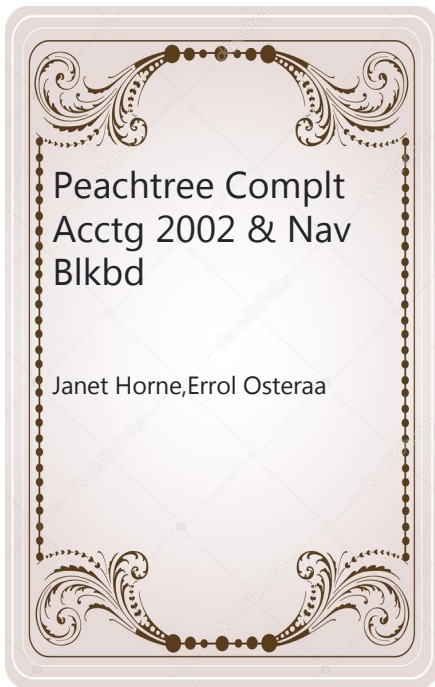 Peachtree Complt
Acctg 2002 & Nav
Blkbd
Janet Horne,Errol Osteraa